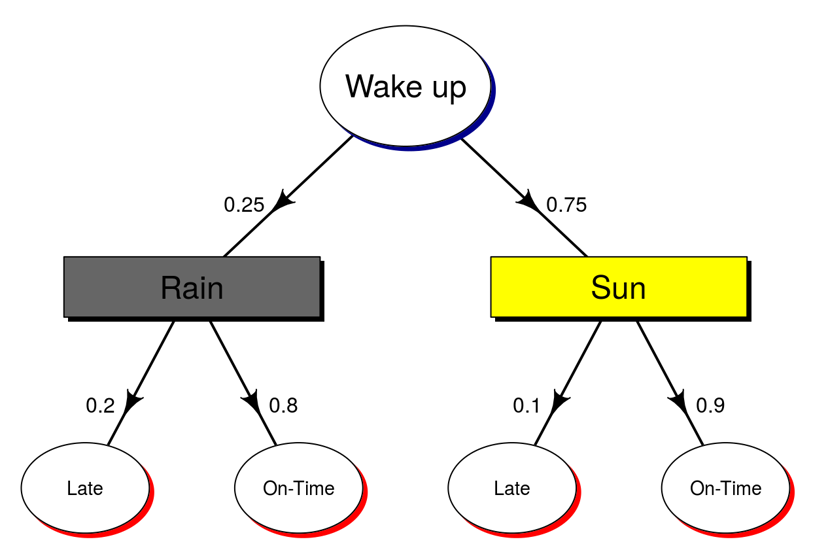 Wake up
0.25
0.75
Rain
Sun
0.2
0.8
0.1
0.9
Late
On-Time
Late
On-Time